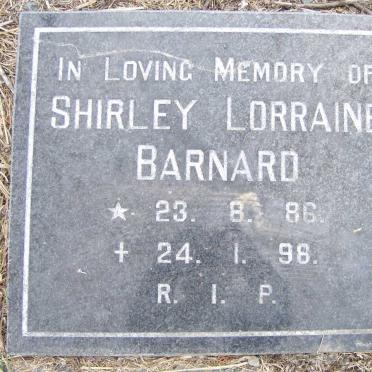 IN LOVING MEMORY OF
SHIRLEY LORRAINE
BARNARD
★ 23. 8. 86.
✝ 24. 1. 98.
R. I. P.